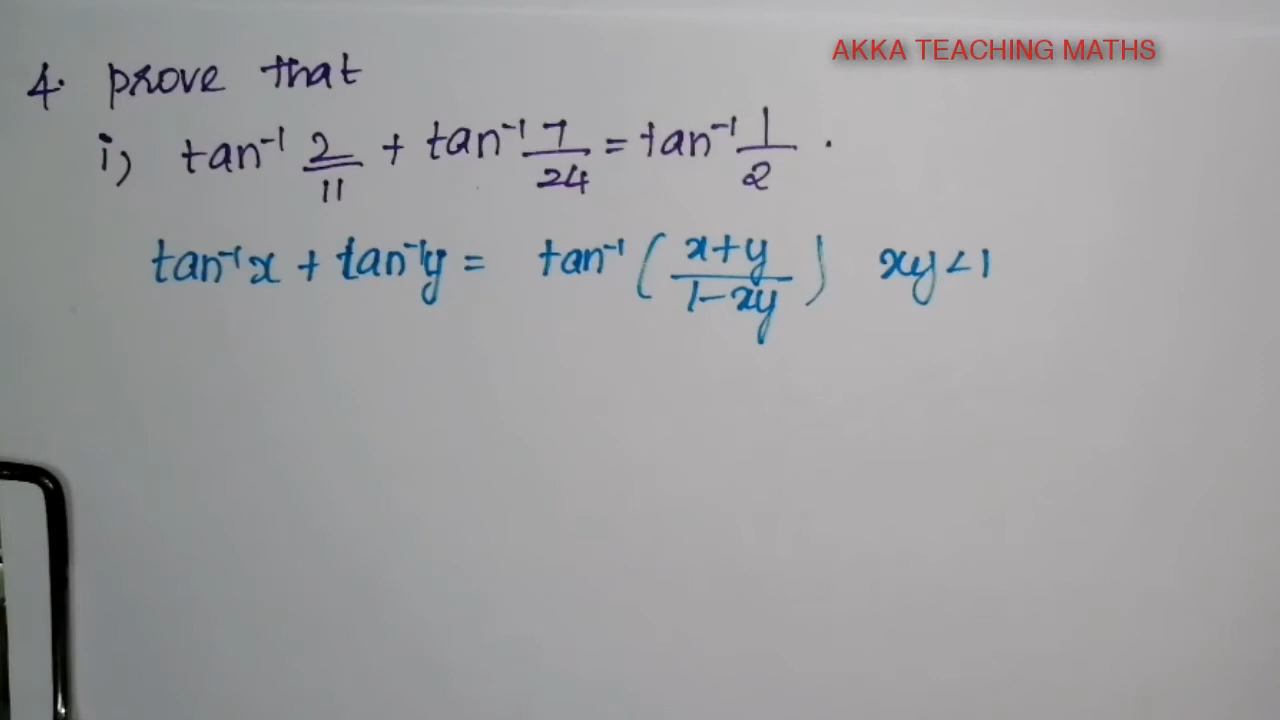 AKKA TEACHING MATHS
4. prove that
i) tan⁻¹ 2/11 + tan⁻¹ 7/24 = tan⁻¹ 1/2 .
tan⁻¹x + tan⁻¹y = tan⁻¹ ( x+y / 1-xy ) xy < 1